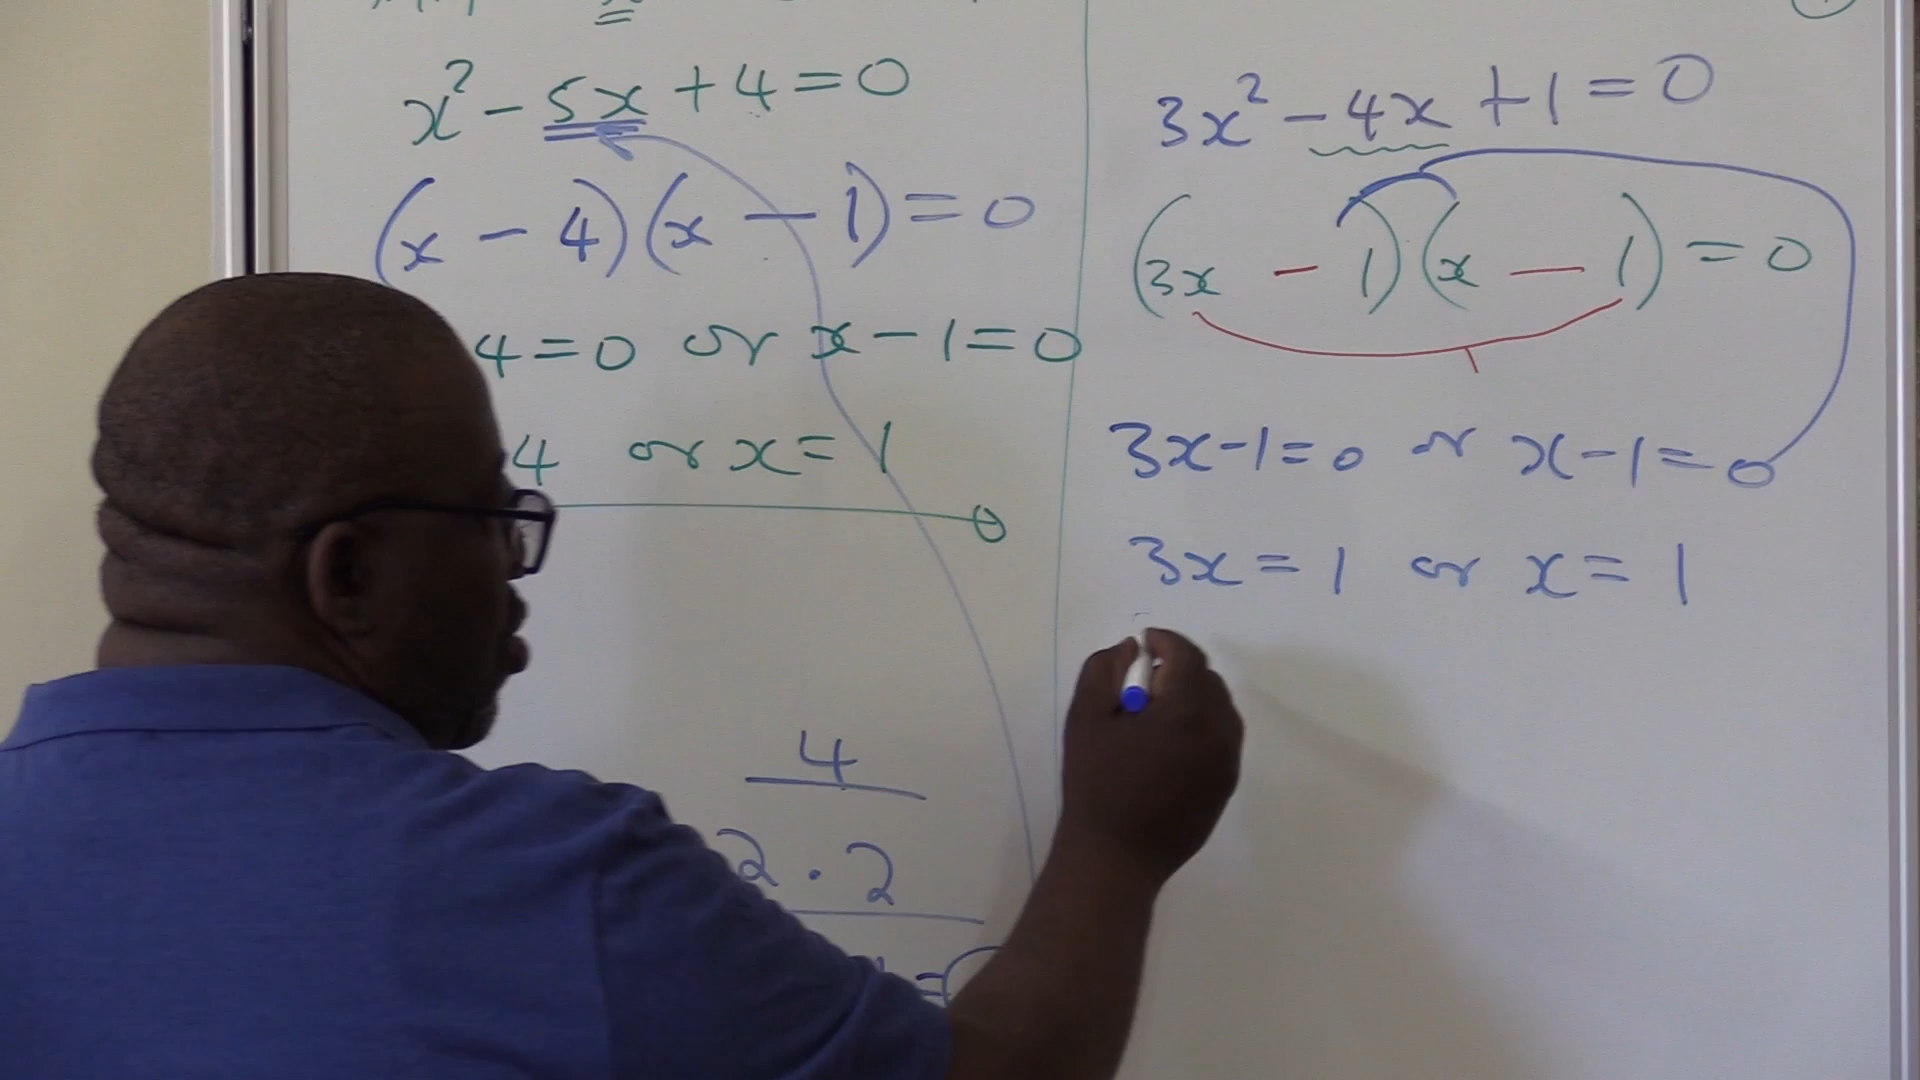 x² - 5x + 4 = 0
(x - 4)(x - 1) = 0
4 = 0 or x - 1 = 0
4 or x = 1
4
2 . 2
=
3x² - 4x + 1 = 0
(3x - 1)(x - 1) = 0
3x - 1 = 0 or x - 1 = 0
3x = 1 or x = 1